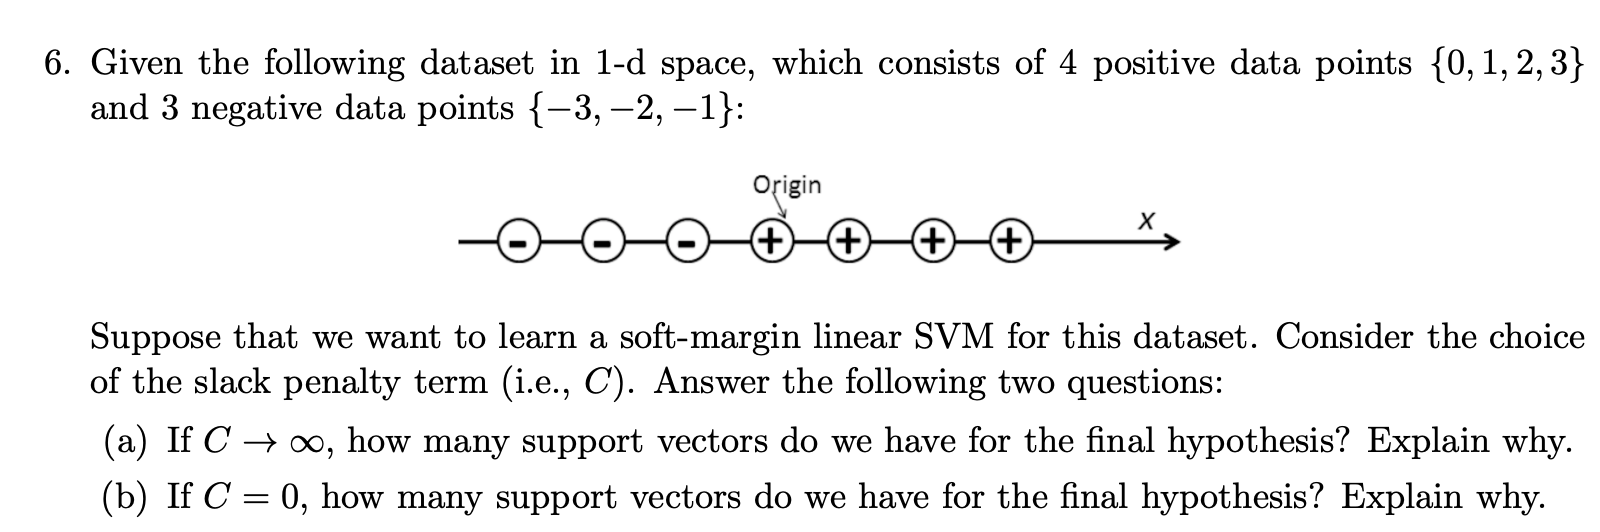 6. Given the following dataset in 1-d space, which consists of 4 positive data points {0, 1, 2, 3}
and 3 negative data points {−3, −2, −1}:
Origin
X
- - - + + + +
Suppose that we want to learn a soft-margin linear SVM for this dataset. Consider the choice
of the slack penalty term (i.e., C). Answer the following two questions:
(a) If C → ∞, how many support vectors do we have for the final hypothesis? Explain why.
(b) If C = 0, how many support vectors do we have for the final hypothesis? Explain why.